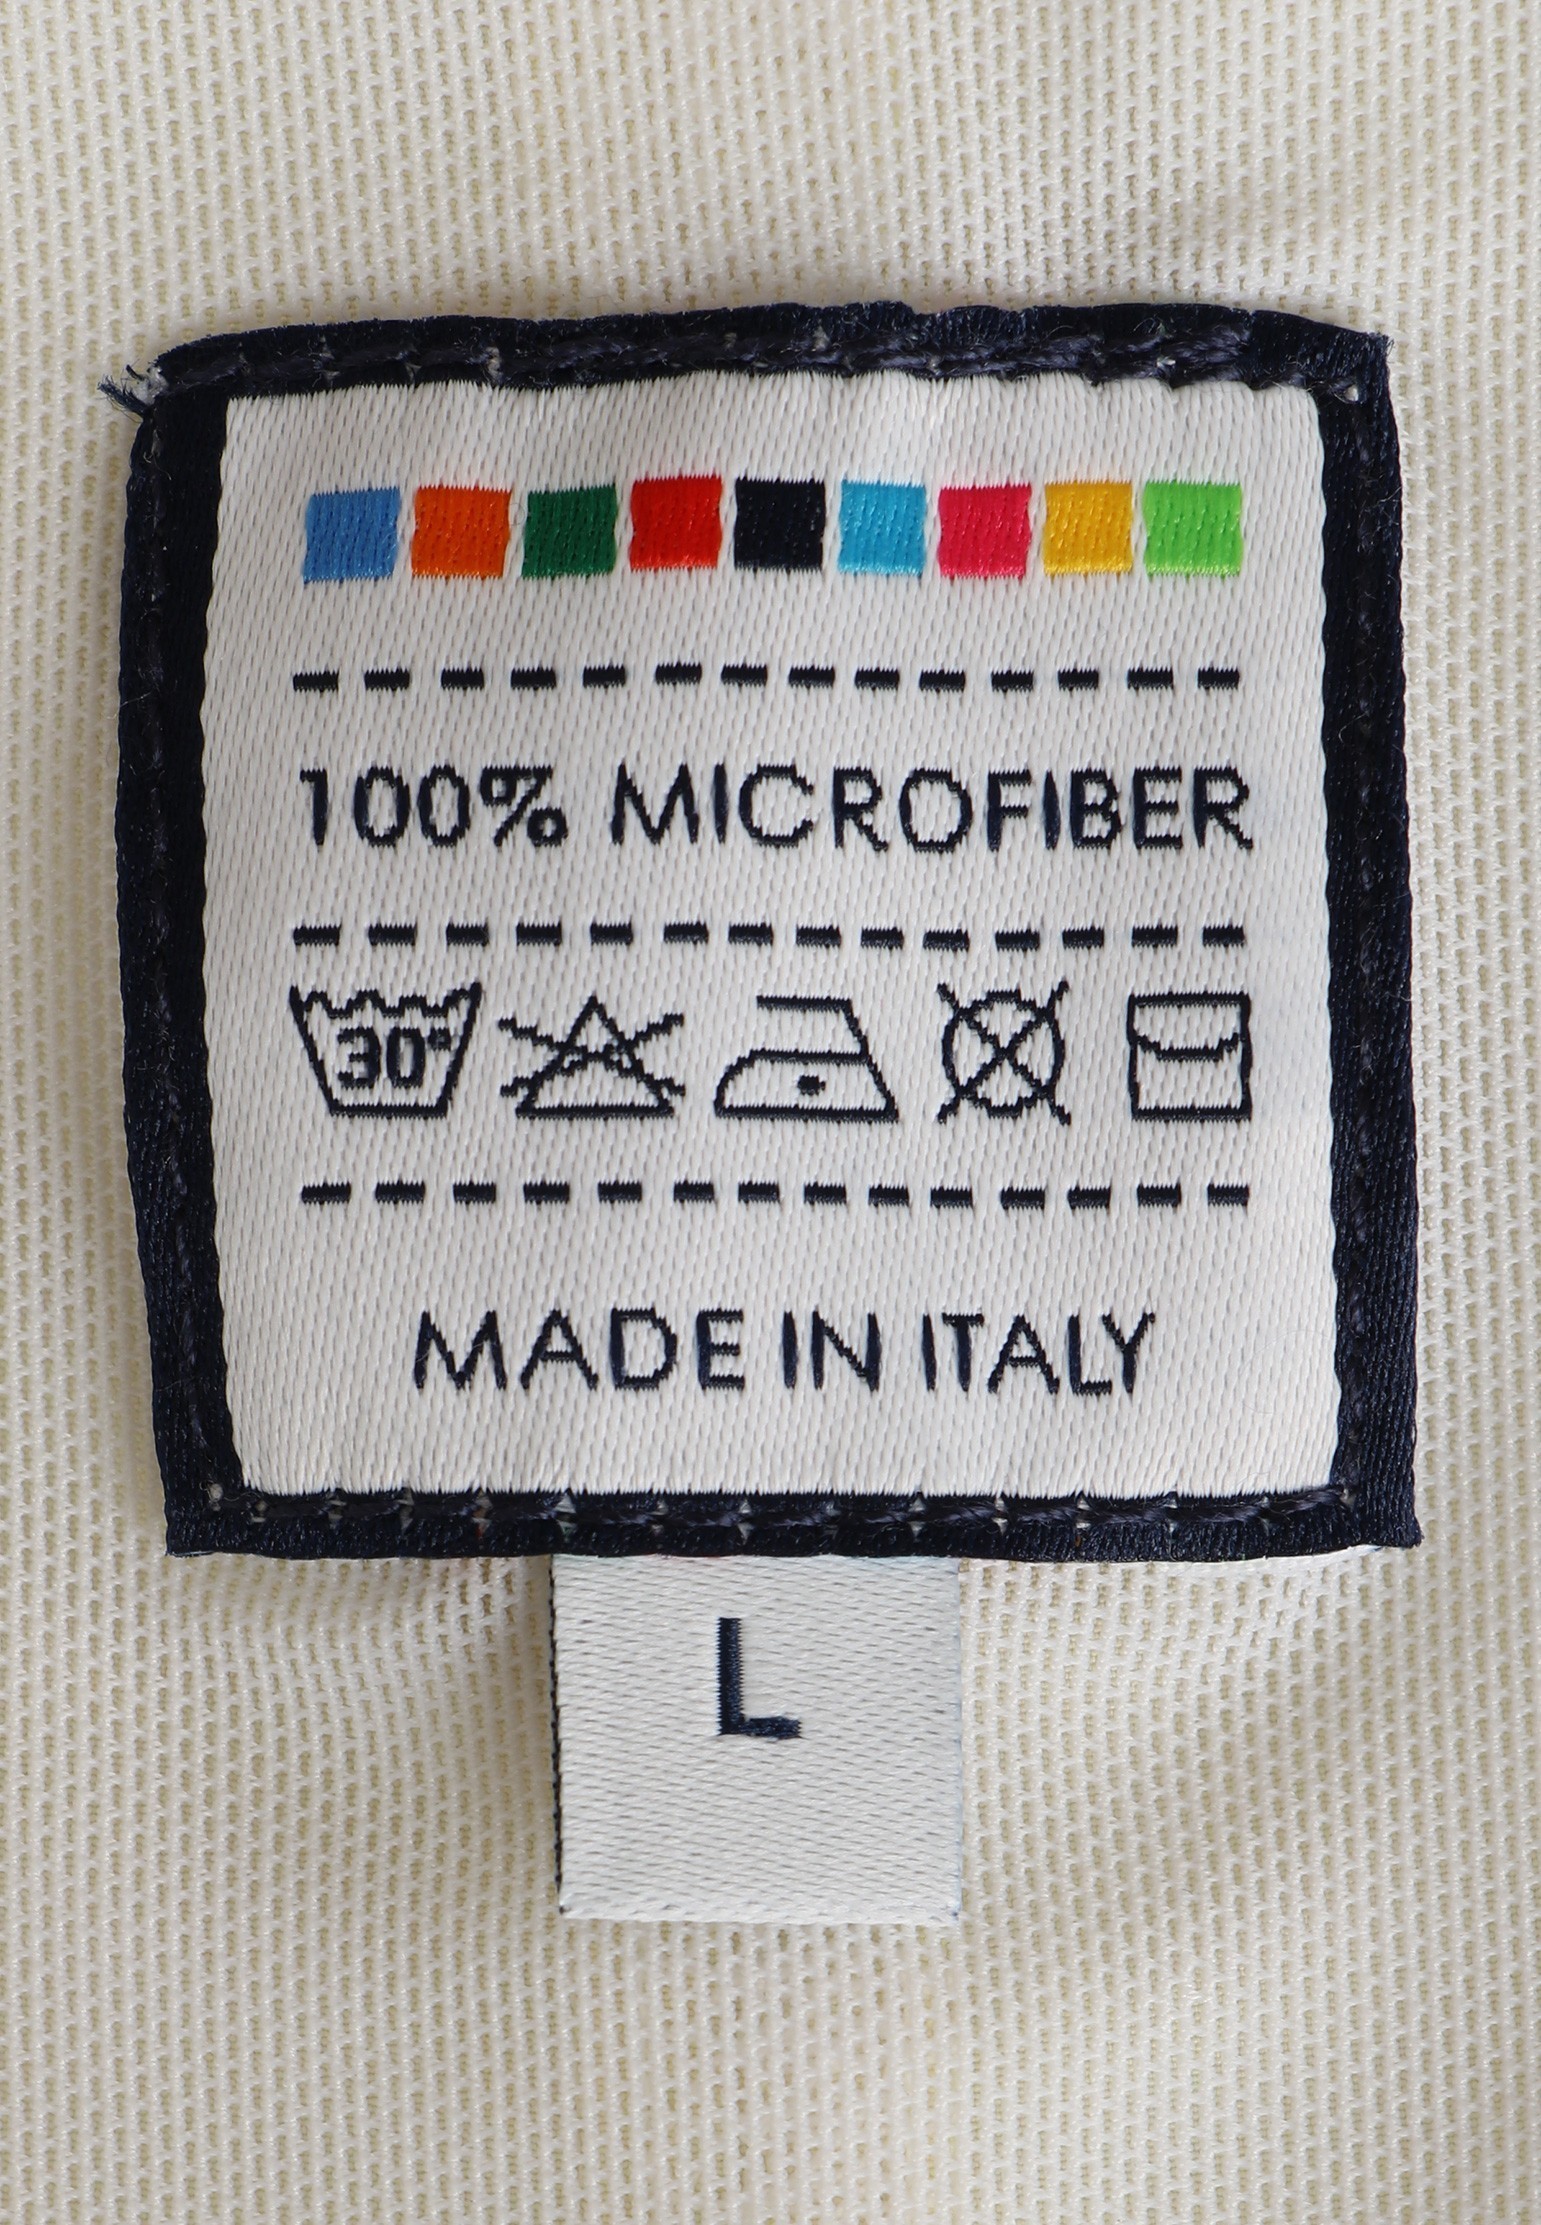 100% MICROFIBER
30°
MADE IN ITALY
L